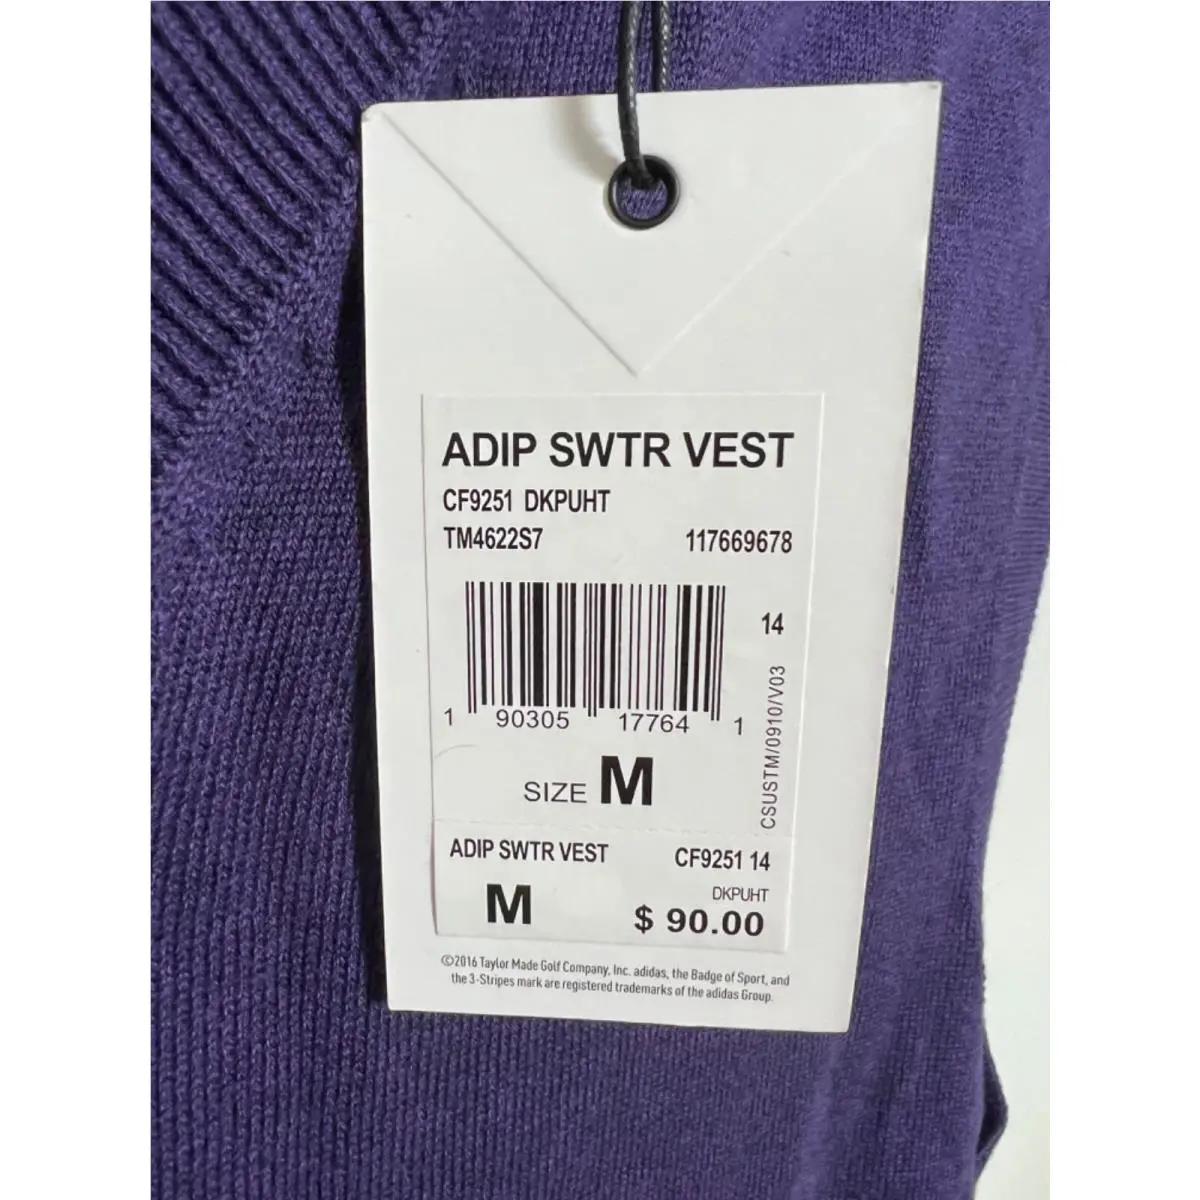 ADIP SWTR VEST
CF9251 DKPUHT
TM4622S7 117669678
14
1 90305 17764 1
CSUSTM/0910/V03
SIZE M
ADIP SWTR VEST CF9251 14
DKPUHT
M $ 90.00
©2016 Taylor Made Golf Company, Inc. adidas, the Badge of Sport, and
the 3-Stripes mark are registered trademarks of the adidas Group.